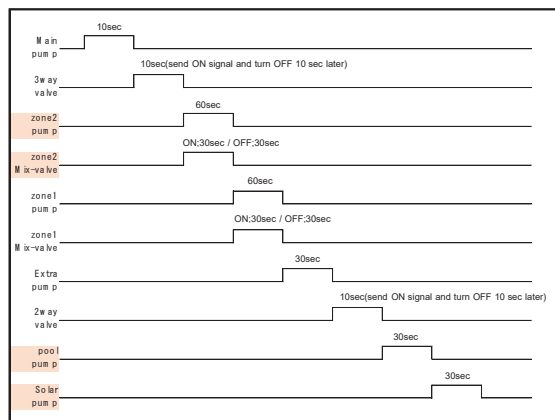 10sec
Main
pump
10sec(send ON signal and turn OFF 10 sec later)
3way
valve
60sec
zone2
pump
ON;30sec / OFF;30sec
zone2
Mix-valve
60sec
zone1
pump
ON;30sec / OFF;30sec
zone1
Mix-valve
30sec
Extra
pump
10sec(send ON signal and turn OFF 10 sec later)
2way
valve
30sec
pool
pump
30sec
Solar
pump